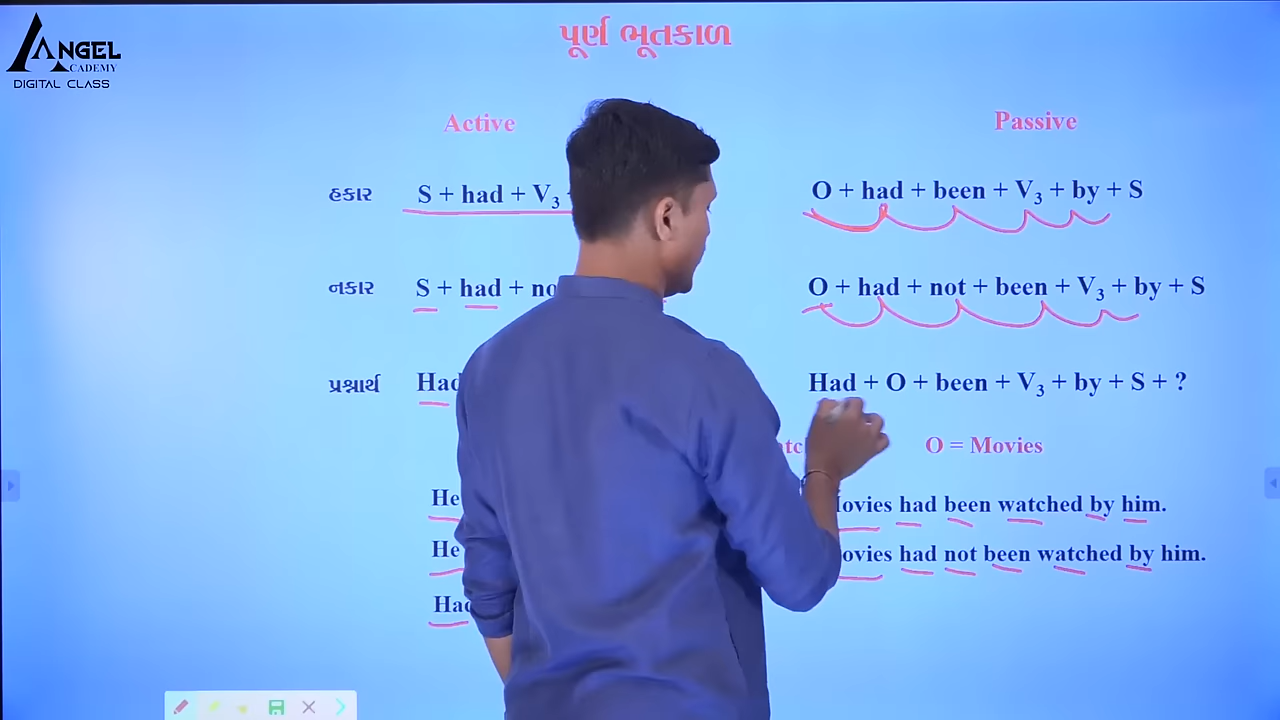 ANGEL
ACADEMY
DIGITAL CLASS
પૂર્ણ ભૂતકાળ
Active
Passive
હકાર
S + had + V3
O + had + been + V3 + by + S
નકાર
S + had +
O + had + not + been + V3 + by + S
પ્રશ્નાર્થ
Had
Had + O + been + V3 + by + S + ?
O = Movies
He
Movies had been watched by him.
He
Movies had not been watched by him.
Had